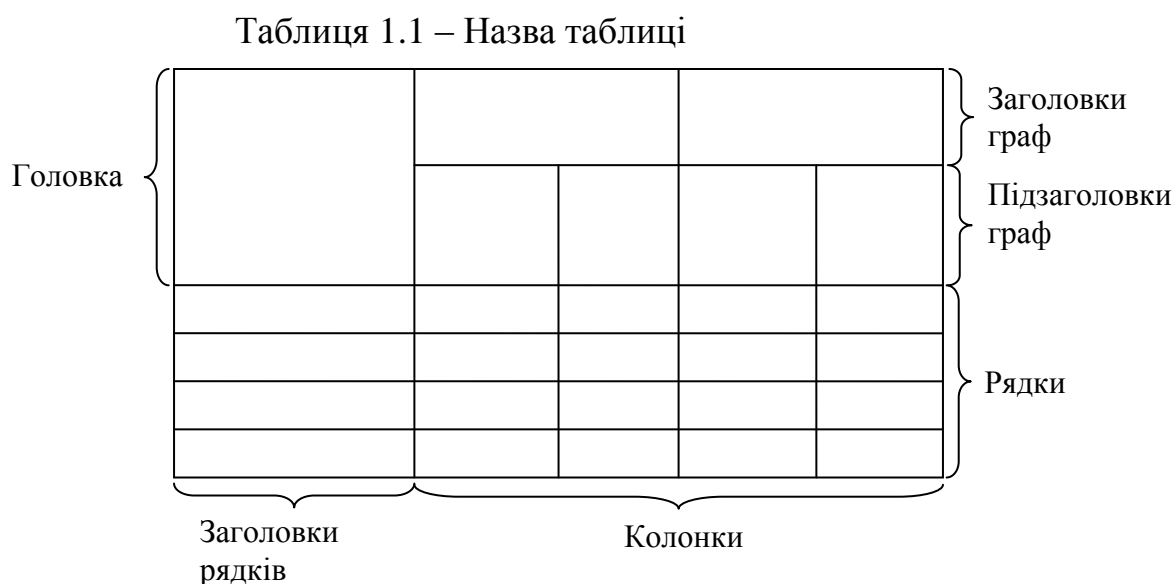 Таблиця 1.1 – Назва таблиці
Заголовки
граф
Головка
Підзаголовки
граф
Рядки
Заголовки
рядків
Колонки